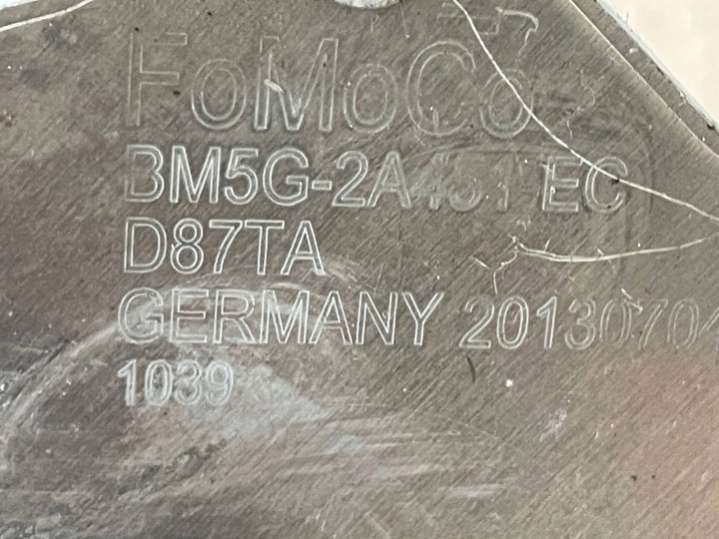 FoMoCo
BM5G-2A451-EC
D87TA
GERMANY 20130704
1039